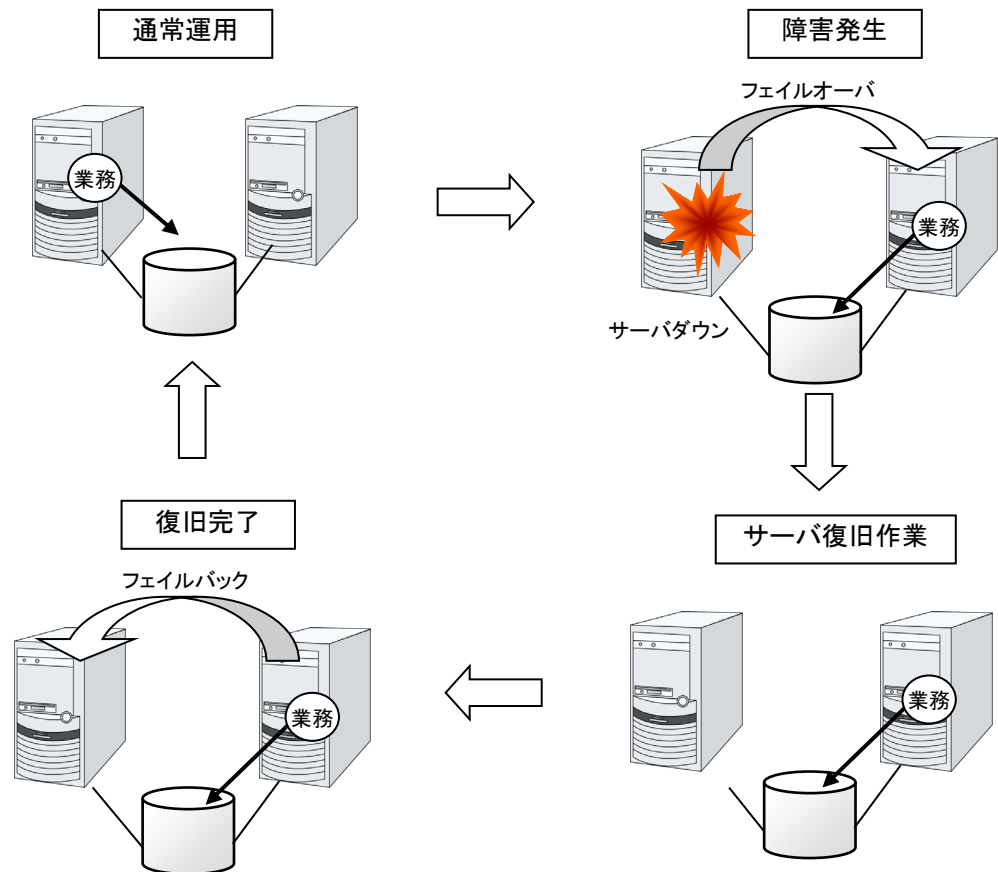 通常運用
障害発生
フェイルオーバ
業務
業務
サーバダウン
復旧完了
サーバ復旧作業
フェイルバック
業務
業務